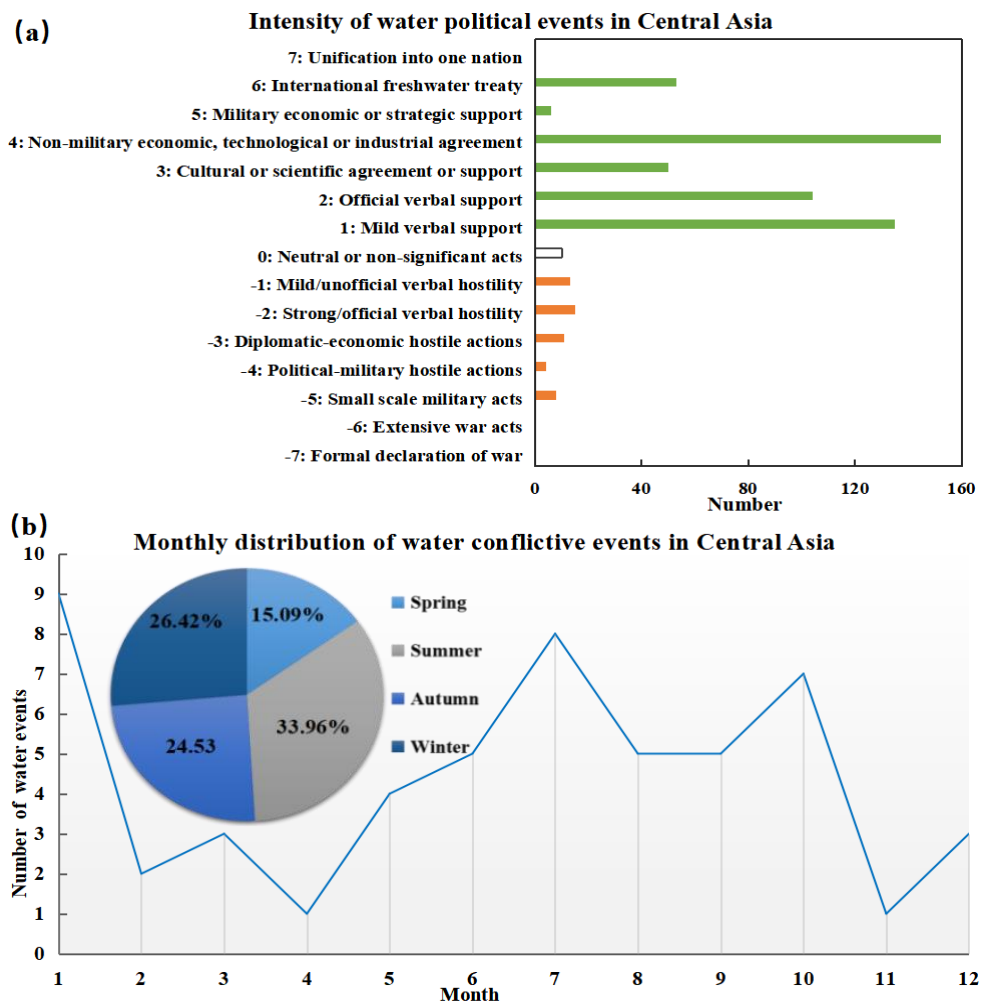 (a)
Intensity of water political events in Central Asia
7: Unification into one nation
6: International freshwater treaty
5: Military economic or strategic support
4: Non-military economic, technological or industrial agreement
3: Cultural or scientific agreement or support
2: Official verbal support
1: Mild verbal support
0: Neutral or non-significant acts
-1: Mild/unofficial verbal hostility
-2: Strong/official verbal hostility
-3: Diplomatic-economic hostile actions
-4: Political-military hostile actions
-5: Small scale military acts
-6: Extensive war acts
-7: Formal declaration of war
0 40 80 120 160
Number
(b)
Monthly distribution of water conflictive events in Central Asia
10
9
8
7
6
5
4
3
2
1
0
Number of water events
26.42% 15.09%
33.96%
24.53
Spring
Summer
Autumn
Winter
1 2 3 4 5 6 7 8 9 10 11 12
Month